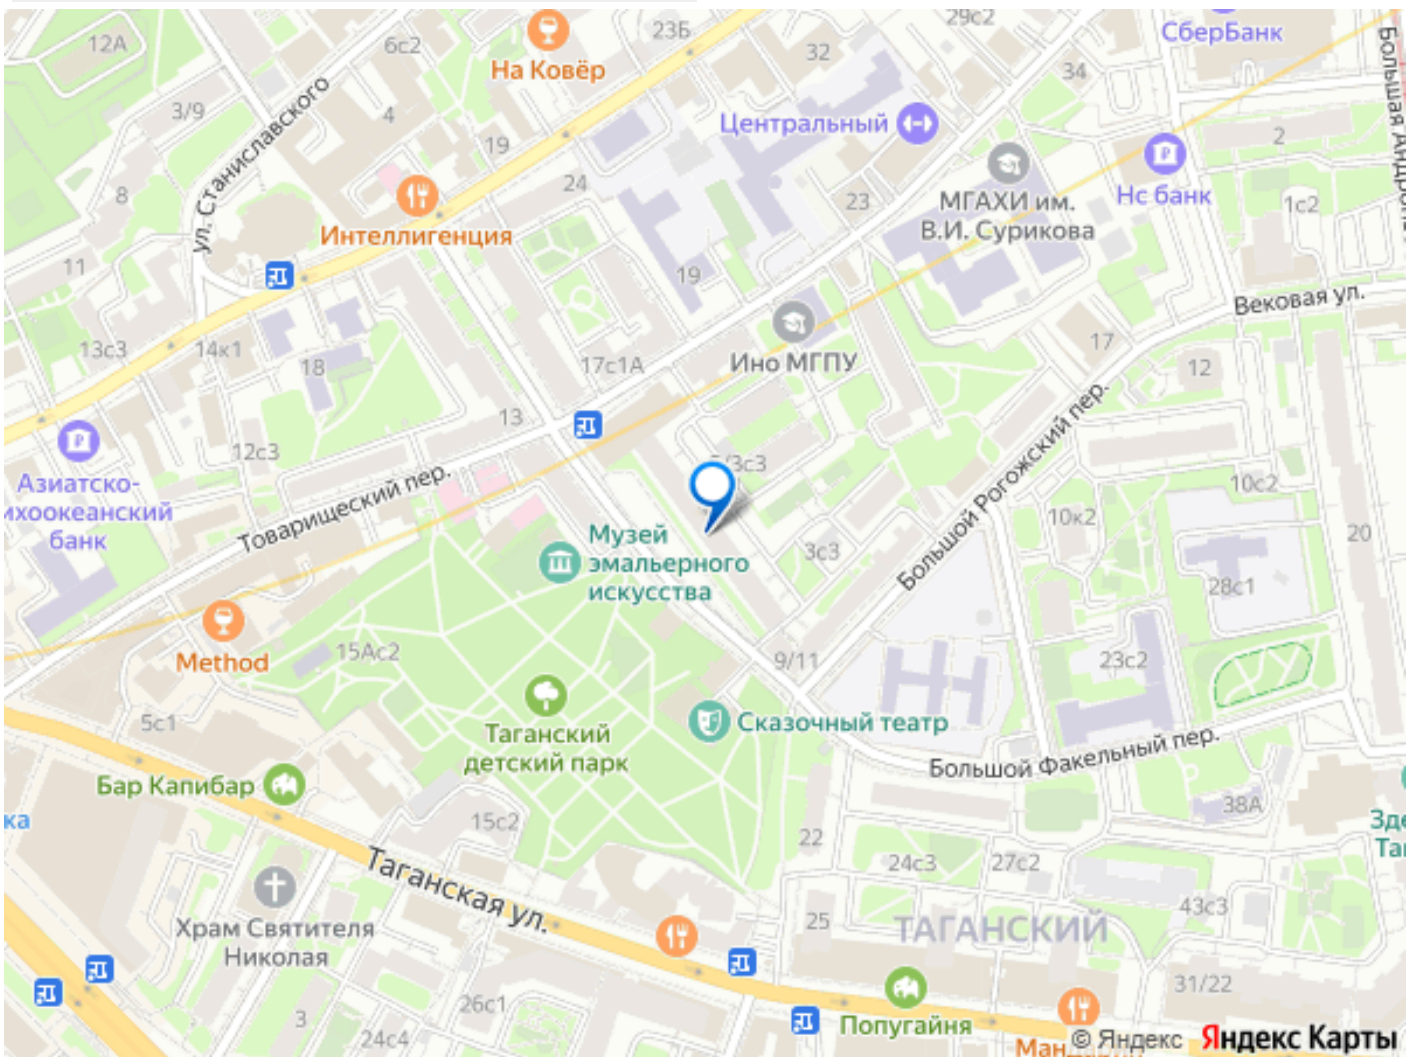 12А
6с2
На Ковёр
23Б
29с2
32
34
СберБанк
Большая Андрон
3/9
4
19
24
Центральный
2
8
ул. Станиславского
Интеллигенция
23
МГАХИ им.
В.И. Сурикова
Нс банк
1с2
11
19
Вековая ул.
13с3
14к1
18
17с1А
Ино МГПУ
17
12
13
12с3
Азиатско-
ихоокеанский
банк
Товарищеский пер.
/3с3
Большой Рогожский пер.
10с2
10к2
20
Музей
эмальерного
искусства
3с3
28с1
Method
15Ас2
9/11
23с2
5с1
Таганский
детский парк
Сказочный театр
Большой Факельный пер.
Бар Капибар
ка
15с2
38А
Зде
Та
22
24с3
27с2
Таганская ул.
Храм Святителя
Николая
25
ТАГАНСКИЙ
43с3
31/22
26с1
3
24с4
Попугайня
© Яндекс Яндекс Карты